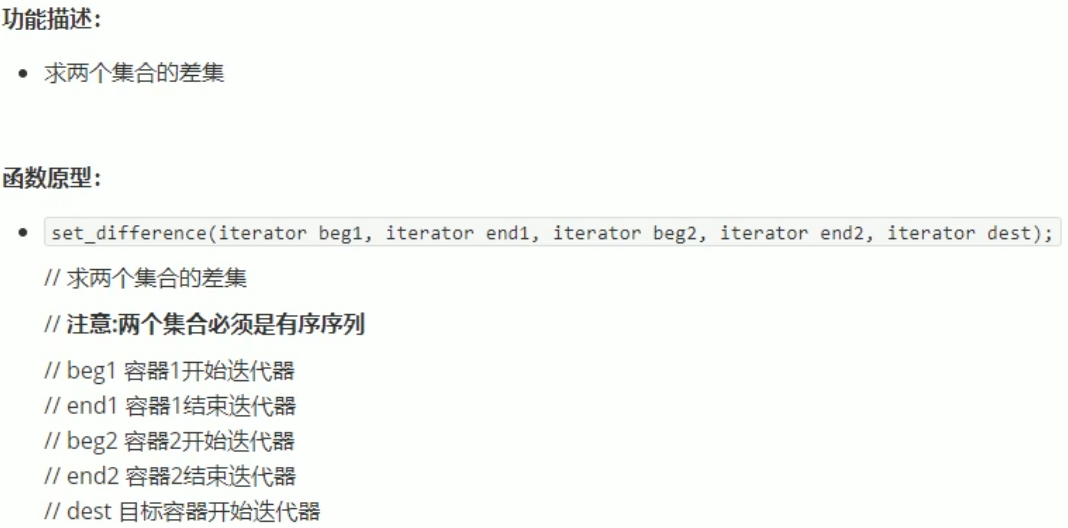 功能描述：
• 求两个集合的差集
函数原型：
• set_difference(iterator beg1, iterator end1, iterator beg2, iterator end2, iterator dest);
// 求两个集合的差集
// 注意:两个集合必须是有序序列
// beg1 容器1开始迭代器
// end1 容器1结束迭代器
// beg2 容器2开始迭代器
// end2 容器2结束迭代器
// dest 目标容器开始迭代器